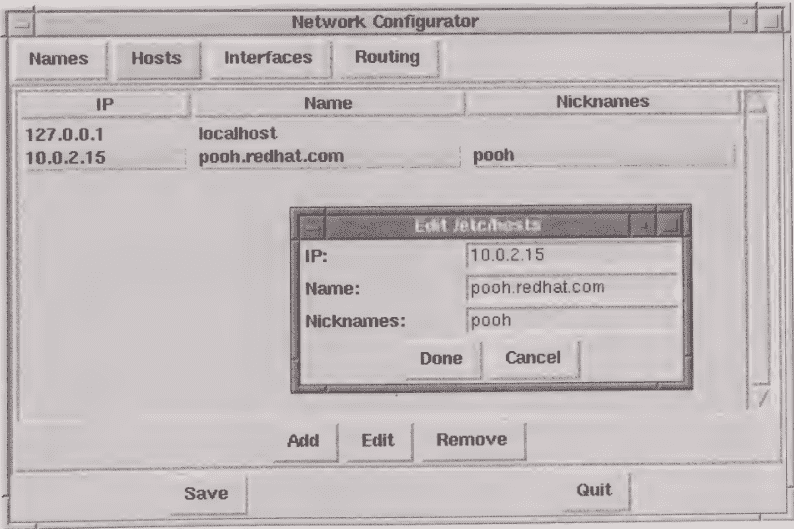 Network Configurator
Names Hosts Interfaces Routing
IP Name Nicknames
127.0.0.1 localhost
10.0.2.15 pooh.redhat.com pooh
Edit /etc/hosts
IP: 10.0.2.15
Name: pooh.redhat.com
Nicknames: pooh
Done Cancel
Add Edit Remove
Save Quit